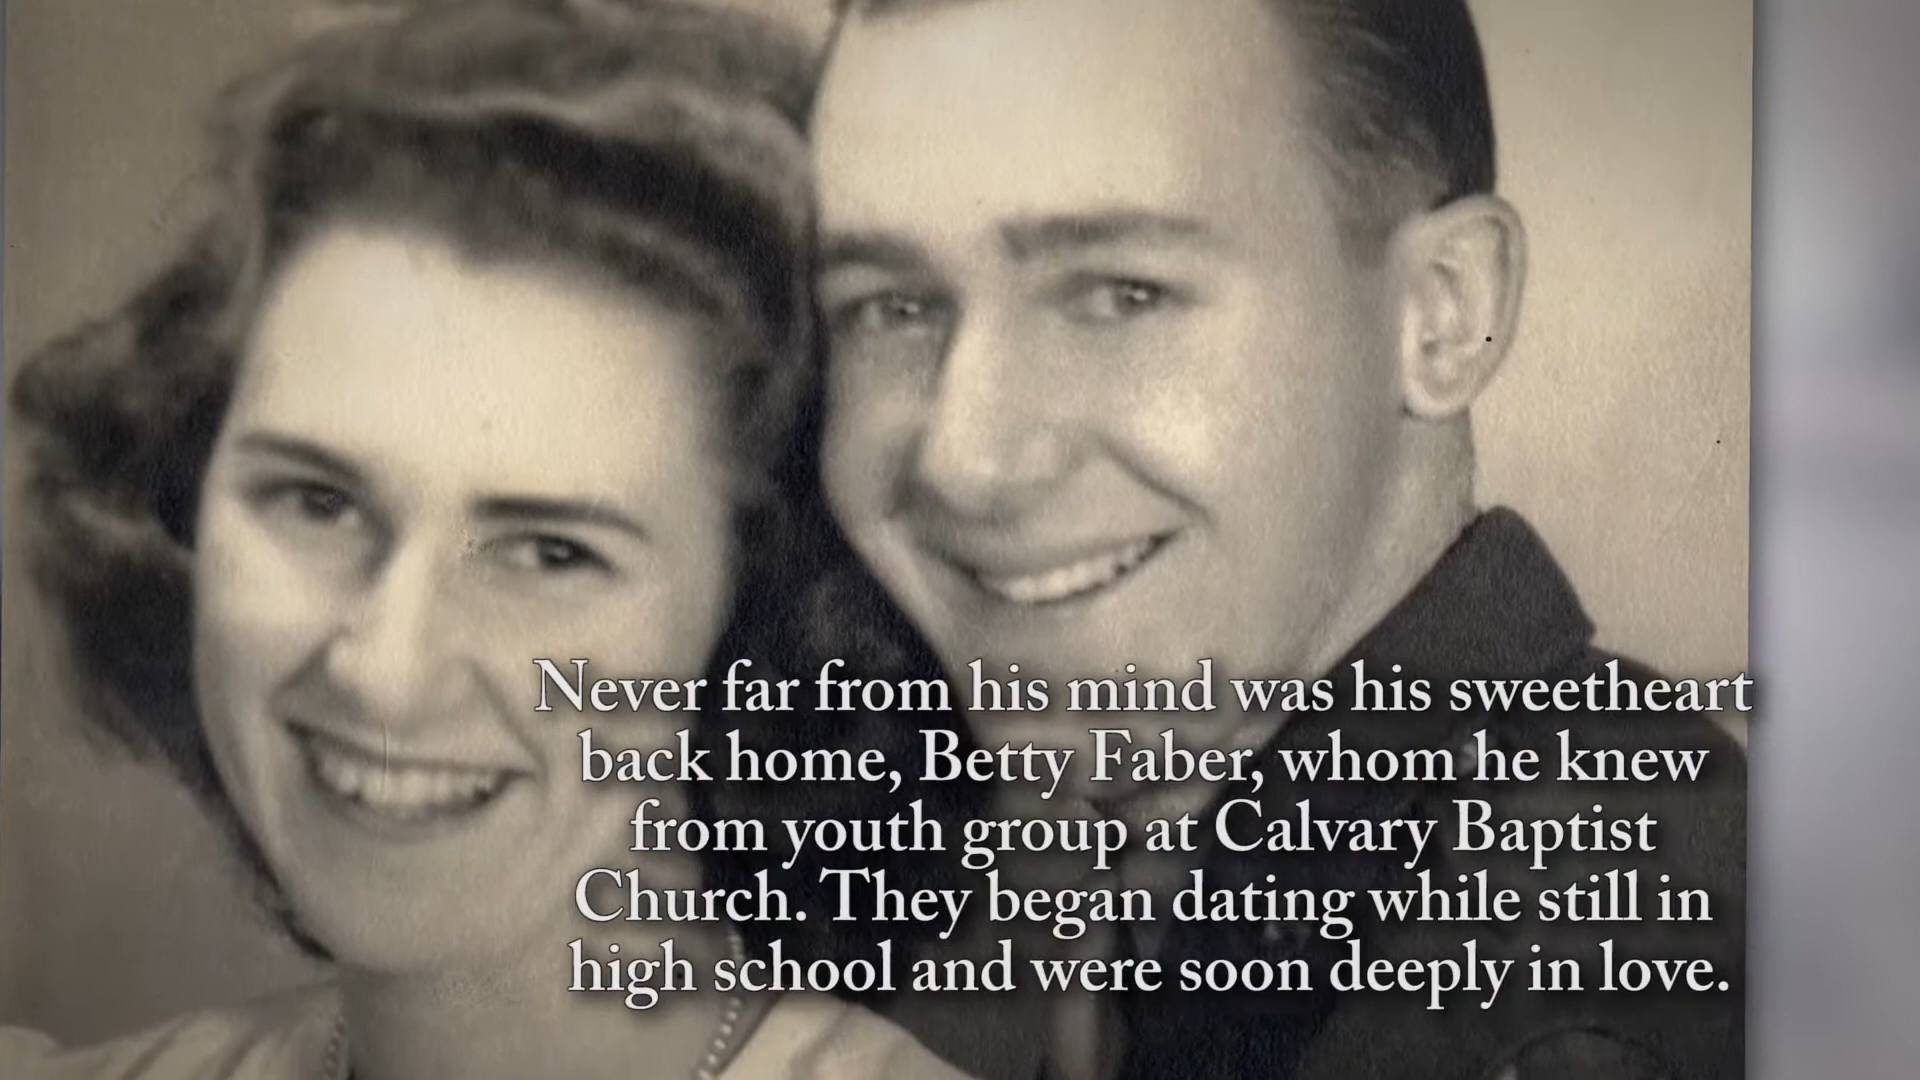 Never far from his mind was his sweetheart
back home, Betty Faber, whom he knew
from youth group at Calvary Baptist
Church. They began dating while still in
high school and were soon deeply in love.